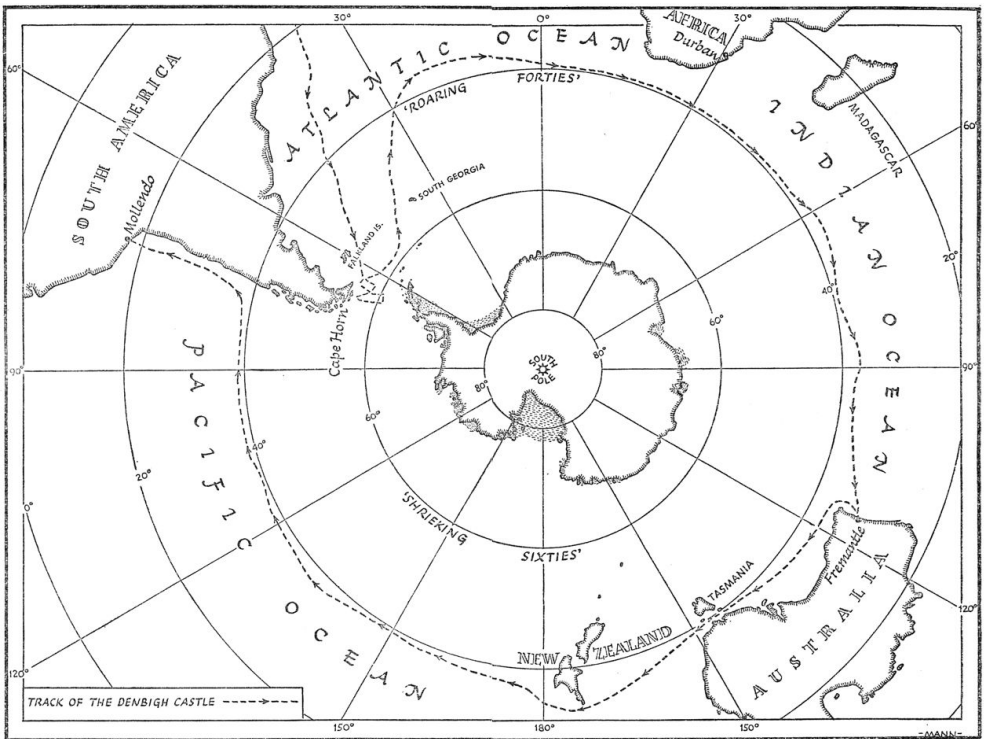 30°
0°
30°
AFRICA
Durban
ATLANTIC OCEAN
60°
SOUTH AMERICA
'ROARING
FORTIES'
MADAGASCAR
60°
INDIAN OCEAN
Mollendo
SOUTH GEORGIA
FALKLAND IS.
20°
40°
60°
Cape Horn
SOUTH
POLE
80°
80°
90°
90°
PACIFIC OCEAN
60°
40°
20°
0°
'SHRIEKING
SIXTIES'
Fremantle
TASMANIA
AUSTRALIA
120°
NEW ZEALAND
120°
TRACK OF THE DENBIGH CASTLE
150°
180°
150°
-MANN-